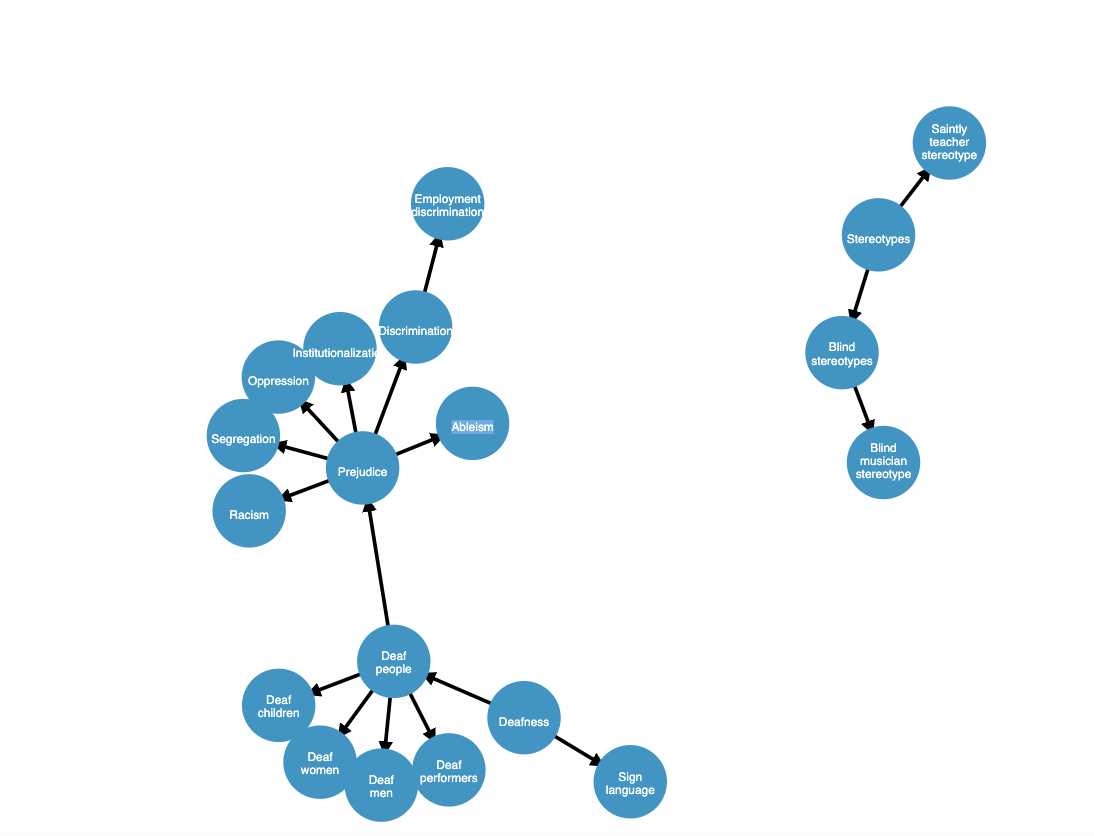 Saintly
teacher
stereotype
Employment
discrimination
Stereotypes
Discrimination
Institutionalizatio
Blind
stereotypes
Oppression
Ableism
Segregation
Prejudice
Blind
musician
stereotype
Racism
Deaf
people
Deaf
children
Deafness
Deaf
women
Deaf
men
Deaf
performers
Sign
language